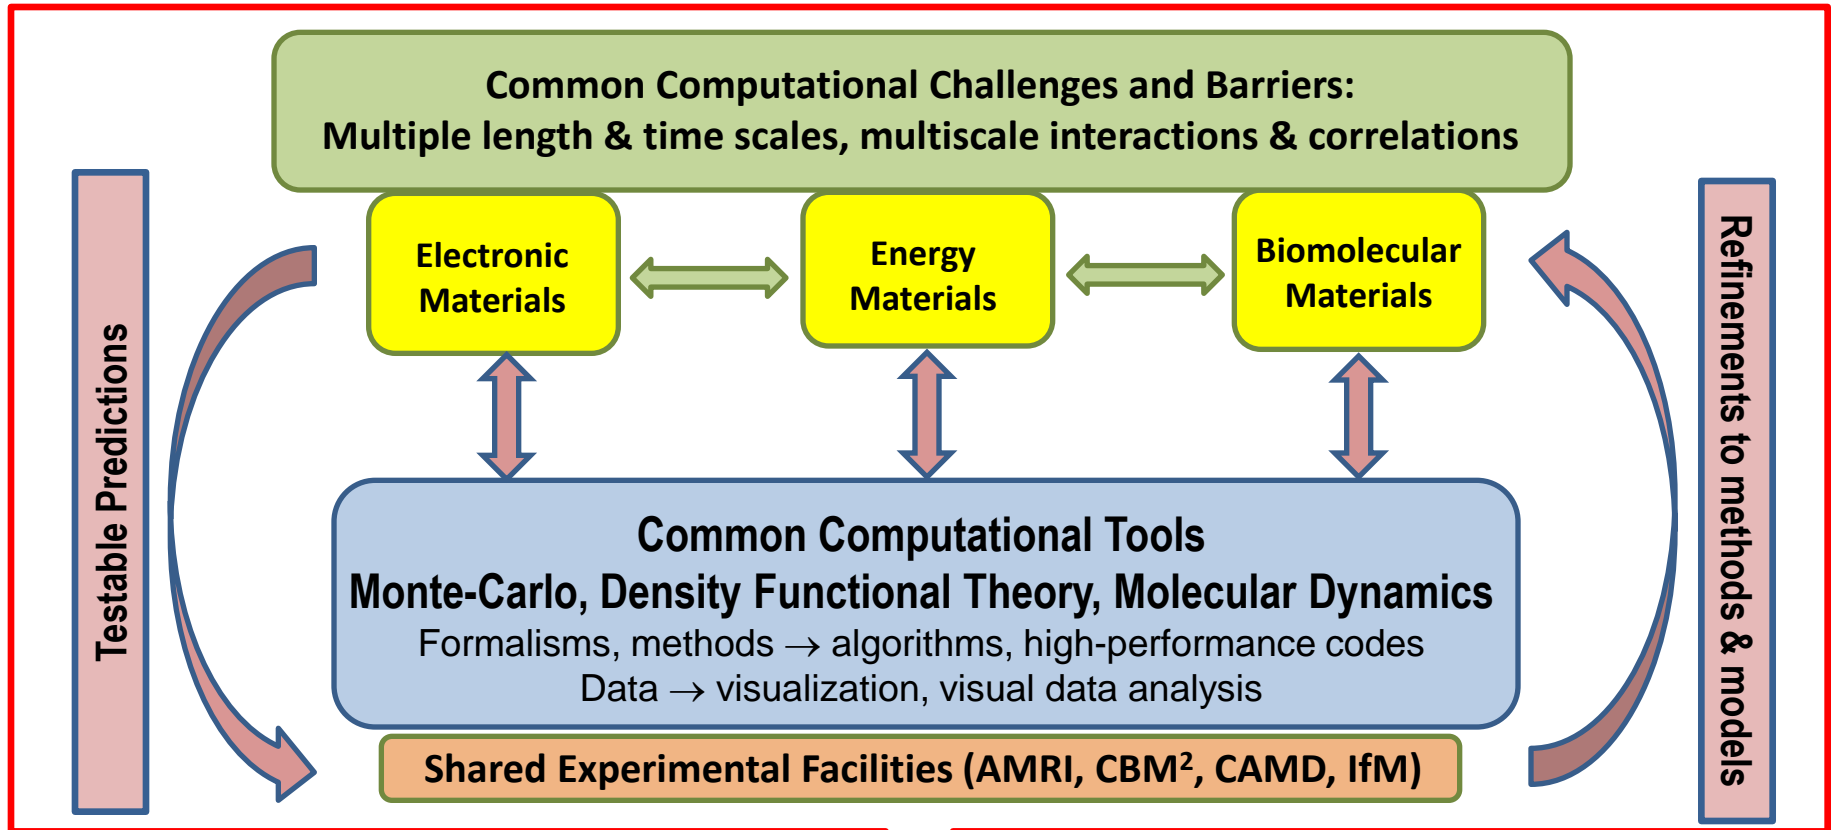 Common Computational Challenges and Barriers:
Multiple length & time scales, multiscale interactions & correlations
Testable Predictions
Electronic
Materials
Energy
Materials
Biomolecular
Materials
Refinements to methods & models
Common Computational Tools
Monte-Carlo, Density Functional Theory, Molecular Dynamics
Formalisms, methods → algorithms, high-performance codes
Data → visualization, visual data analysis
Shared Experimental Facilities (AMRI, CBM², CAMD, IfM)